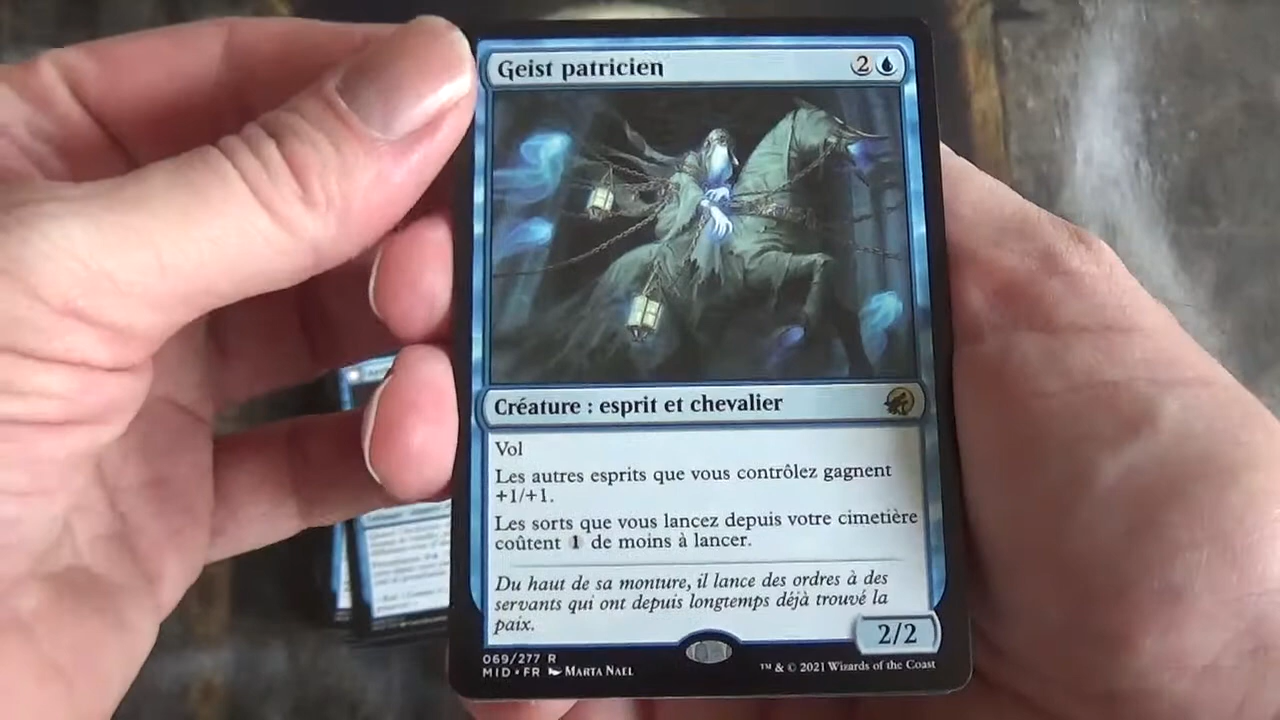 Geist patricien 2
Créature : esprit et chevalier
Vol
Les autres esprits que vous contrôlez gagnent
+1/+1.
Les sorts que vous lancez depuis votre cimetière
coûtent 1 de moins à lancer.
Du haut de sa monture, il lance des ordres à des
servants qui ont depuis longtemps déjà trouvé la
paix.
2/2
069/277 R
MID • FR Marta Nael
™ & © 2021 Wizards of the Coast